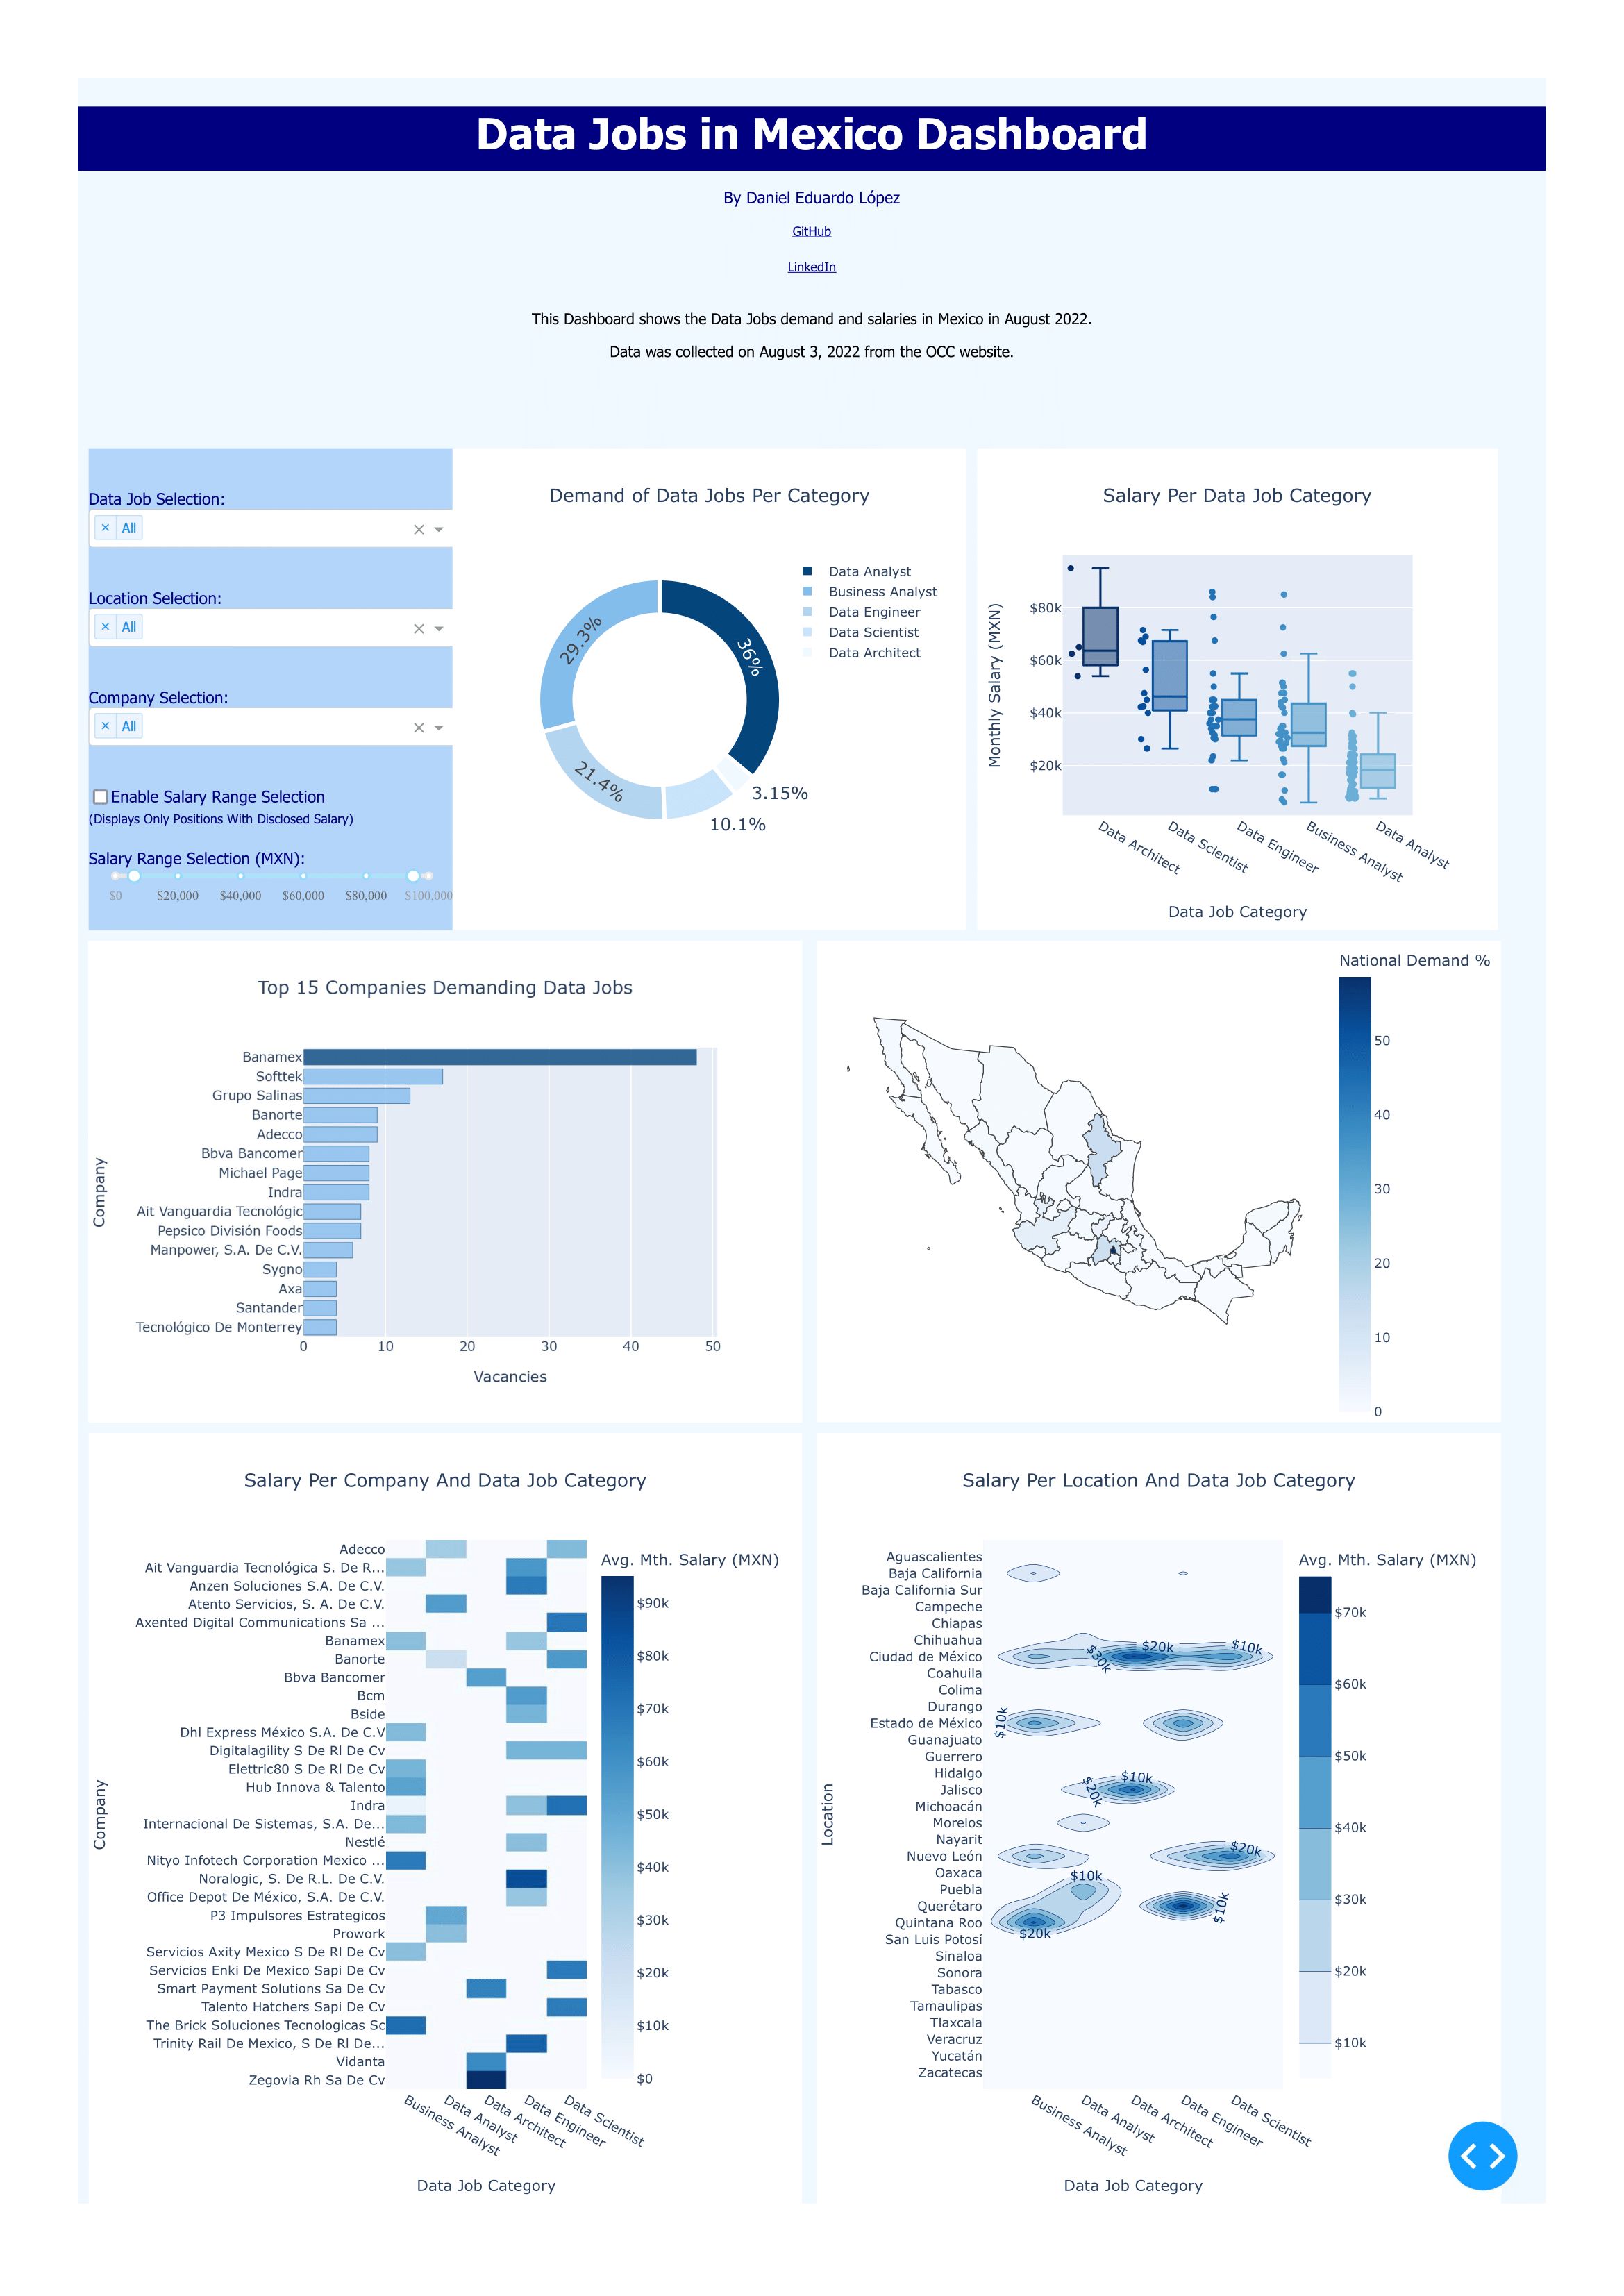 Data Jobs in Mexico Dashboard
By Daniel Eduardo López
GitHub
LinkedIn
This Dashboard shows the Data Jobs demand and salaries in Mexico in August 2022.
Data was collected on August 3, 2022 from the OCC website.
Data Job Selection:
× All
Location Selection:
× All
Company Selection:
× All
Enable Salary Range Selection
(Displays Only Positions With Disclosed Salary)
Salary Range Selection (MXN):
$0 $20,000 $40,000 $60,000 $80,000 $100,000
Demand of Data Jobs Per Category
Data Analyst
Business Analyst
Data Engineer
Data Scientist
Data Architect
36%
29.3%
21.4%
10.1%
3.15%
Salary Per Data Job Category
Monthly Salary (MXN)
$80k
$60k
$40k
$20k
Data Architect
Data Scientist
Data Engineer
Business Analyst
Data Analyst
Data Job Category
Top 15 Companies Demanding Data Jobs
Company
Banamex
Softtek
Grupo Salinas
Banorte
Adecco
Bbva Bancomer
Michael Page
Indra
Ait Vanguardia Tecnológic
Pepsico División Foods
Manpower, S.A. De C.V.
Sygno
Axa
Santander
Tecnológico De Monterrey
0 10 20 30 40 50
Vacancies
National Demand %
50
40
30
20
10
0
Salary Per Company And Data Job Category
Company
Adecco
Ait Vanguardia Tecnológica S. De R...
Anzen Soluciones S.A. De C.V.
Atento Servicios, S. A. De C.V.
Axented Digital Communications Sa ...
Banamex
Banorte
Bbva Bancomer
Bcm
Bside
Dhl Express México S.A. De C.V
Digitalagility S De Rl De Cv
Elettric80 S De Rl De Cv
Hub Innova & Talento
Indra
Internacional De Sistemas, S.A. De...
Nestlé
Nityo Infotech Corporation Mexico ...
Noralogic, S. De R.L. De C.V.
Office Depot De México, S.A. De C.V.
P3 Impulsores Estrategicos
Prowork
Servicios Axity Mexico S De Rl De Cv
Servicios Enki De Mexico Sapi De Cv
Smart Payment Solutions Sa De Cv
Talento Hatchers Sapi De Cv
The Brick Soluciones Tecnologicas Sc
Trinity Rail De Mexico, S De Rl De...
Vidanta
Zegovia Rh Sa De Cv
Business Analyst
Data Analyst
Data Architect
Data Engineer
Data Scientist
Data Job Category
Avg. Mth. Salary (MXN)
$90k
$80k
$70k
$60k
$50k
$40k
$30k
$20k
$10k
$0
Salary Per Location And Data Job Category
Location
Aguascalientes
Baja California
Baja California Sur
Campeche
Chiapas
Chihuahua
Ciudad de México
Coahuila
Colima
Durango
Estado de México
Guanajuato
Guerrero
Hidalgo
Jalisco
Michoacán
Morelos
Nayarit
Nuevo León
Oaxaca
Puebla
Querétaro
Quintana Roo
San Luis Potosí
Sinaloa
Sonora
Tabasco
Tamaulipas
Tlaxcala
Veracruz
Yucatán
Zacatecas
$30k
$20k
$10k
$10k
$10k
$20k
$20k
$10k
$10k
$20k
Business Analyst
Data Analyst
Data Architect
Data Engineer
Data Scientist
Data Job Category
Avg. Mth. Salary (MXN)
$70k
$60k
$50k
$40k
$30k
$20k
$10k